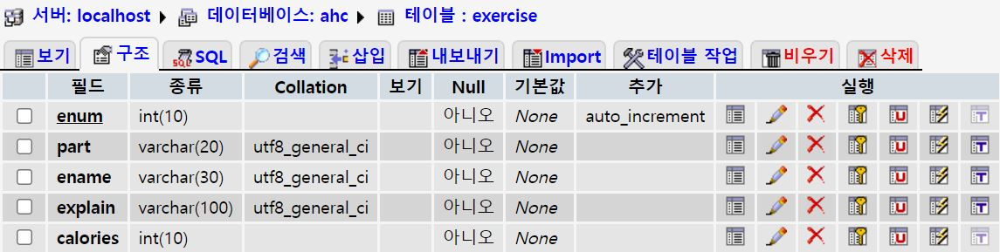 서버: localhost ▶ 데이터베이스: ahc ▶ 테이블 : exercise
보기 구조 SQL 검색 삽입 내보내기 Import 테이블 작업 비우기 삭제
필드 종류 Collation 보기 Null 기본값 추가 실행
enum int(10) 아니오 None auto_increment
part varchar(20) utf8_general_ci 아니오 None
ename varchar(30) utf8_general_ci 아니오 None
explain varchar(100) utf8_general_ci 아니오 None
calories int(10) 아니오 None